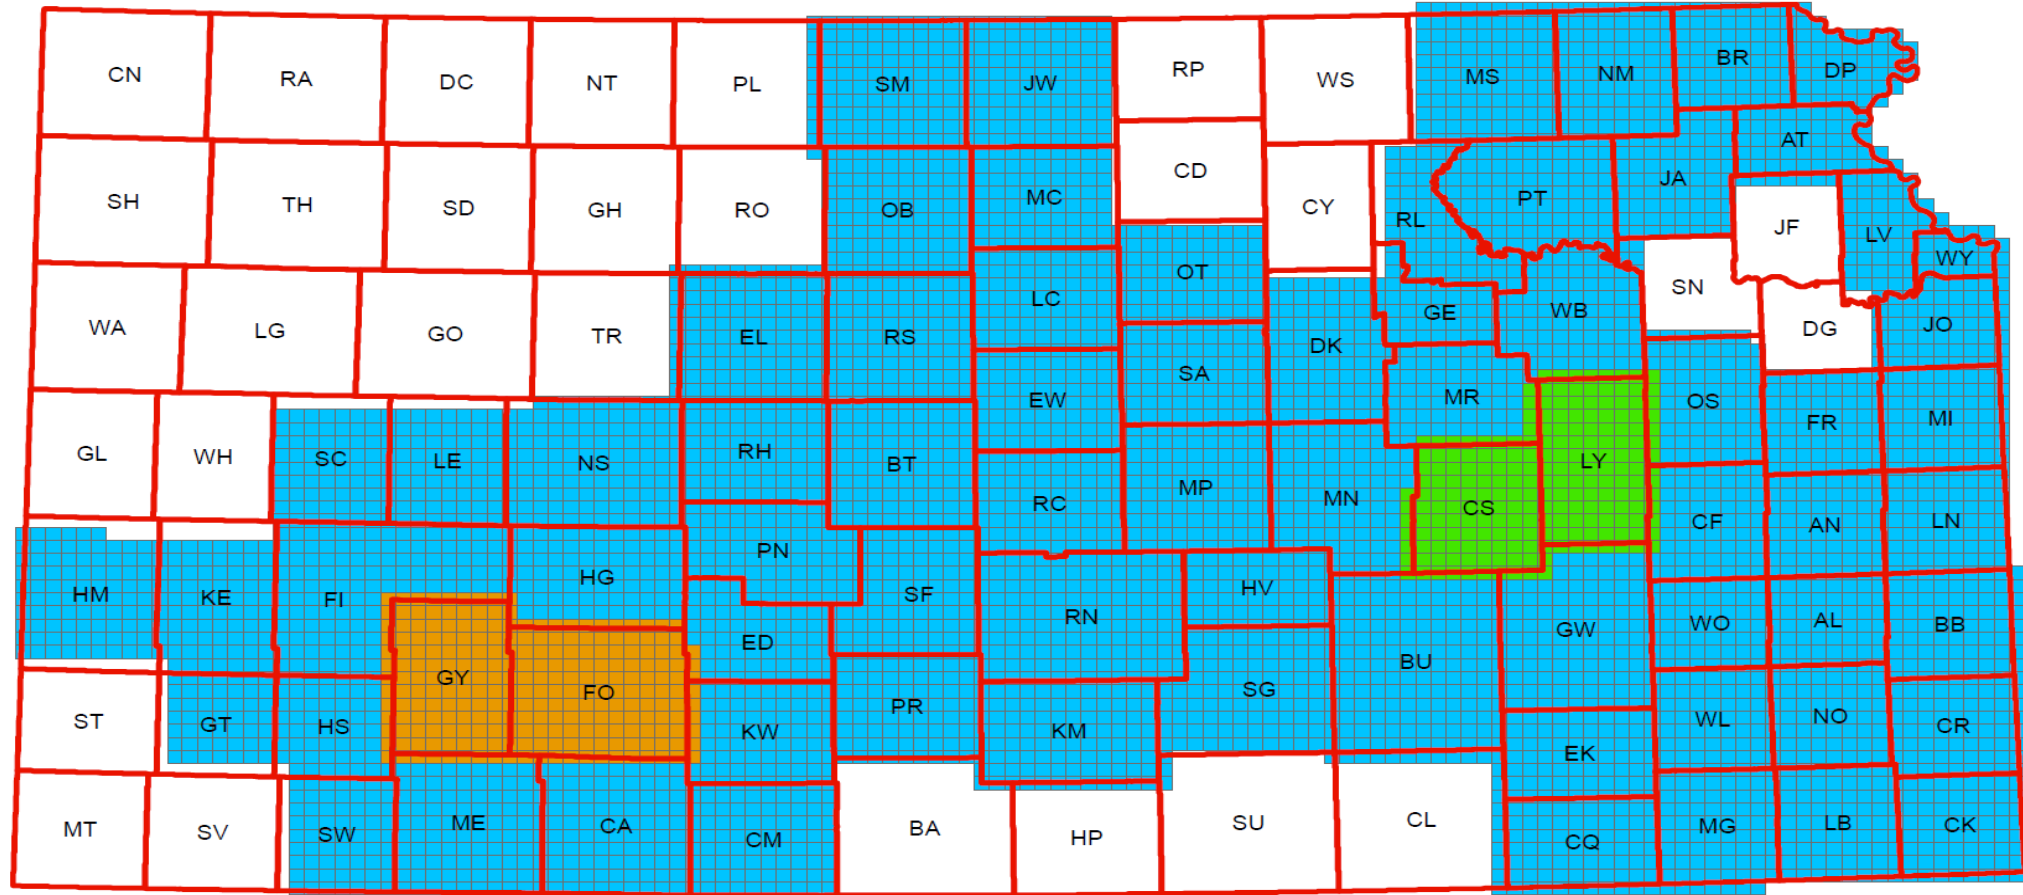 CN RA DC NT PL SM JW RP WS MS NM BR DP
SH TH SD GH RO OB MC CD CY RL PT JA AT JF LV WY
WA LG GO TR EL RS LC OT DK GE WB SN DG JO
GL WH SC LE NS RH BT EW SA MR OS FR MI
RC MP MN CS LY CF AN LN
HM KE FI HG PN SF RN HV BU GW WO AL BB
ST GT HS GY FO ED KW PR KM SG EK WL NO CR
MT SV SW ME CA CM BA HP SU CL CQ MG LB CK